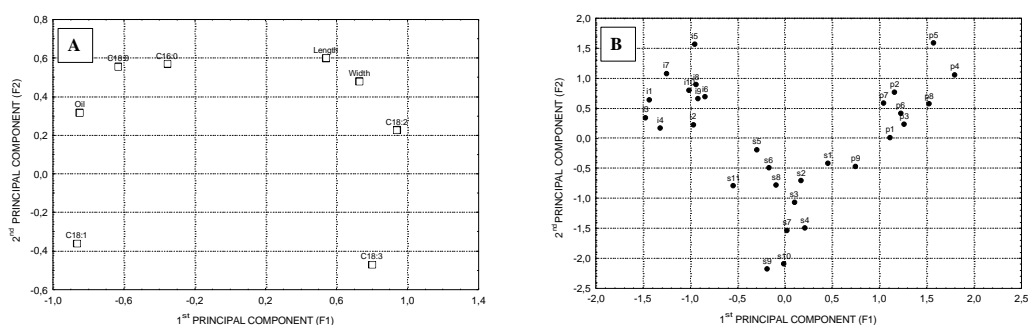 A
C18:0
C16:0
Length
Width
Oil
C18:2
C18:1
C18:3
0,8
0,6
0,4
0,2
0,0
-0,2
-0,4
-0,6
-1,0
-0,6
-0,2
0,2
0,6
1,0
1,4
2nd PRINCIPAL COMPONENT (F2)
1st PRINCIPAL COMPONENT (F1)
B
p5
i5
p4
i7
i8
i10
i9
i6
p2
i1
p7
p8
i3
p6
i2
p3
i4
p1
s5
s1
s6
p9
s11
s8
s2
s3
s7
s4
s9
s10
2,0
1,5
1,0
0,5
0,0
-0,5
-1,0
-1,5
-2,0
-2,5
-2,0
-1,5
-1,0
-0,5
0,0
0,5
1,0
1,5
2,0
2,5
2nd PRINCIPAL COMPONENT (F2)
1st PRINCIPAL COMPONENT (F1)